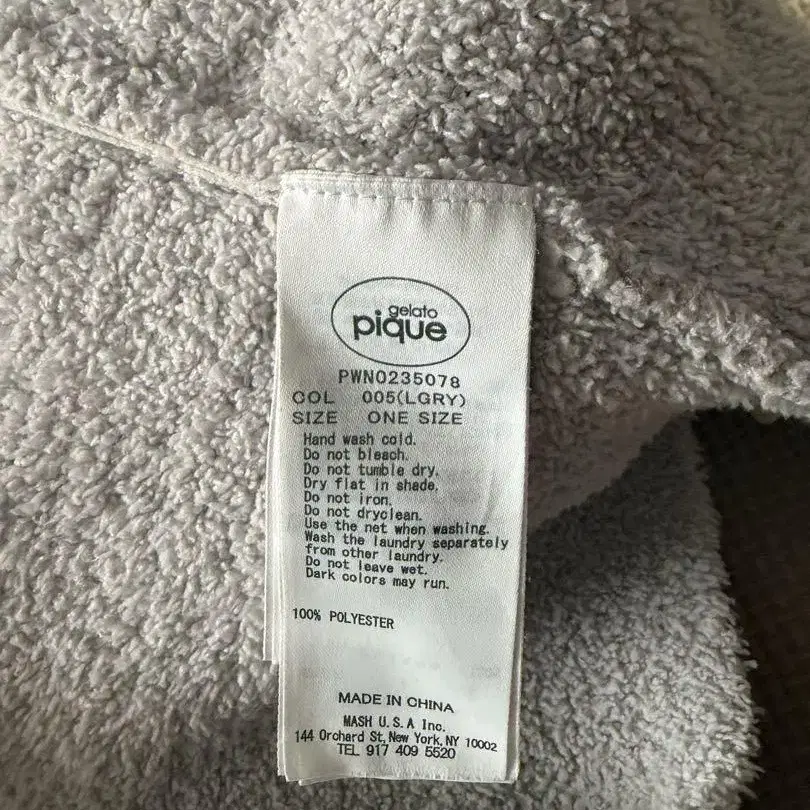 gelato
pique
PWNO235078
COL 005(LGRY)
SIZE ONE SIZE
Hand wash cold.
Do not bleach.
Do not tumble dry.
Dry flat in shade.
Do not iron.
Do not dryclean.
Use the net when washing.
Wash the laundry separately
from other laundry.
Do not leave wet.
Dark colors may run.
100% POLYESTER
MADE IN CHINA
MASH U.S.A Inc.
144 Orchard St, New York, NY 10002
TEL 917 409 5520